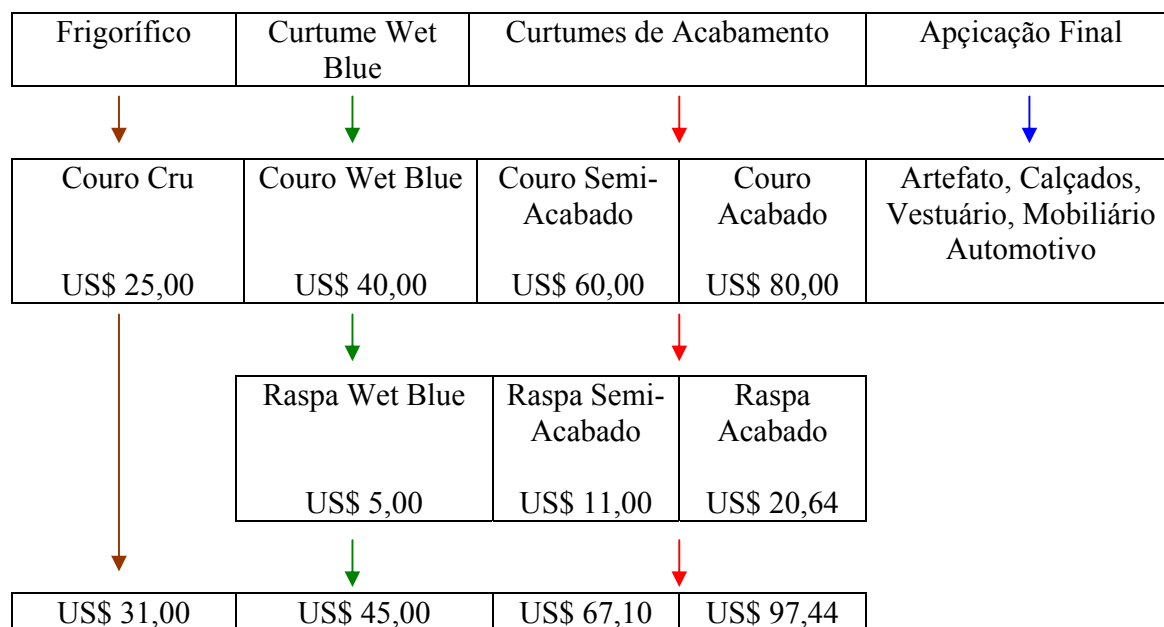 Frigorífico
Curtume Wet
Blue
Curtumes de Acabamento
Apçicação Final
Couro Cru
US$ 25,00
Couro Wet Blue
US$ 40,00
Couro Semi-
Acabado
US$ 60,00
Couro
Acabado
US$ 80,00
Artefato, Calçados,
Vestuário, Mobiliário
Automotivo
Raspa Wet Blue
US$ 5,00
Raspa Semi-
Acabado
US$ 11,00
Raspa
Acabado
US$ 20,64
US$ 31,00
US$ 45,00
US$ 67,10
US$ 97,44